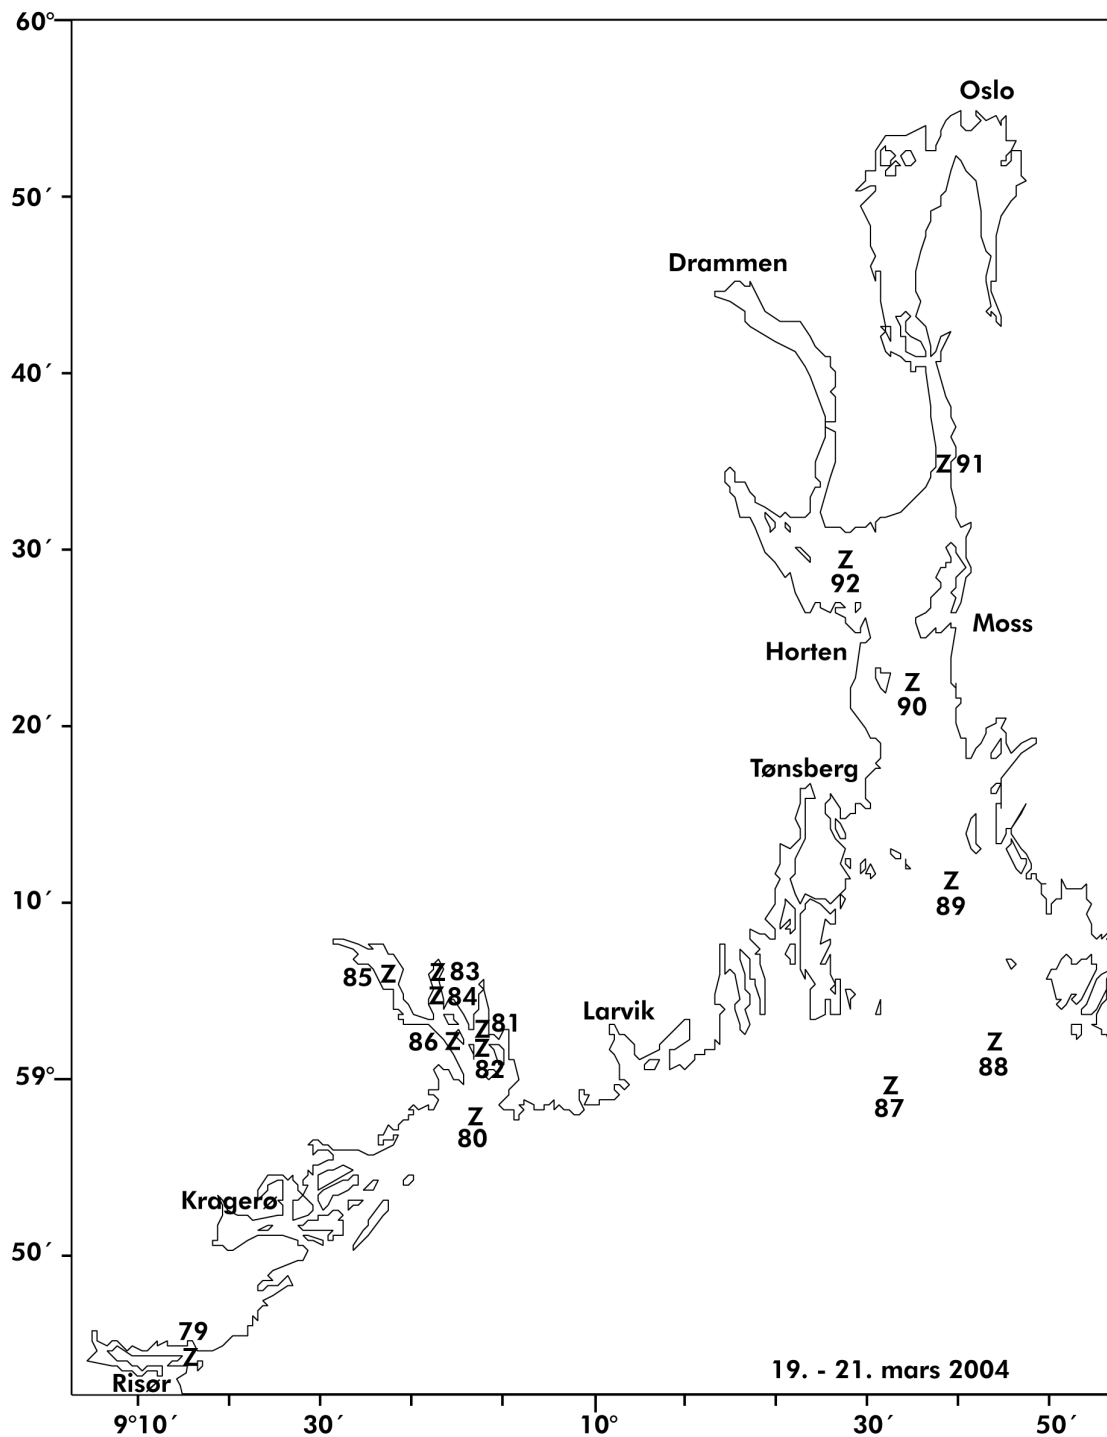 60°
Oslo
50´
Drammen
40´
Z 91
30´
Z
92
Moss
Horten
Z
90
20´
Tønsberg
Z
89
10´
85 Z
Z 83
Z 84
Larvik
Z 81
86 Z
Z
82
Z
88
59°
Z
87
Z
80
Kragerø
50´
79
Z
Risør
19. - 21. mars 2004
9°10´ 30´ 10° 30´ 50´